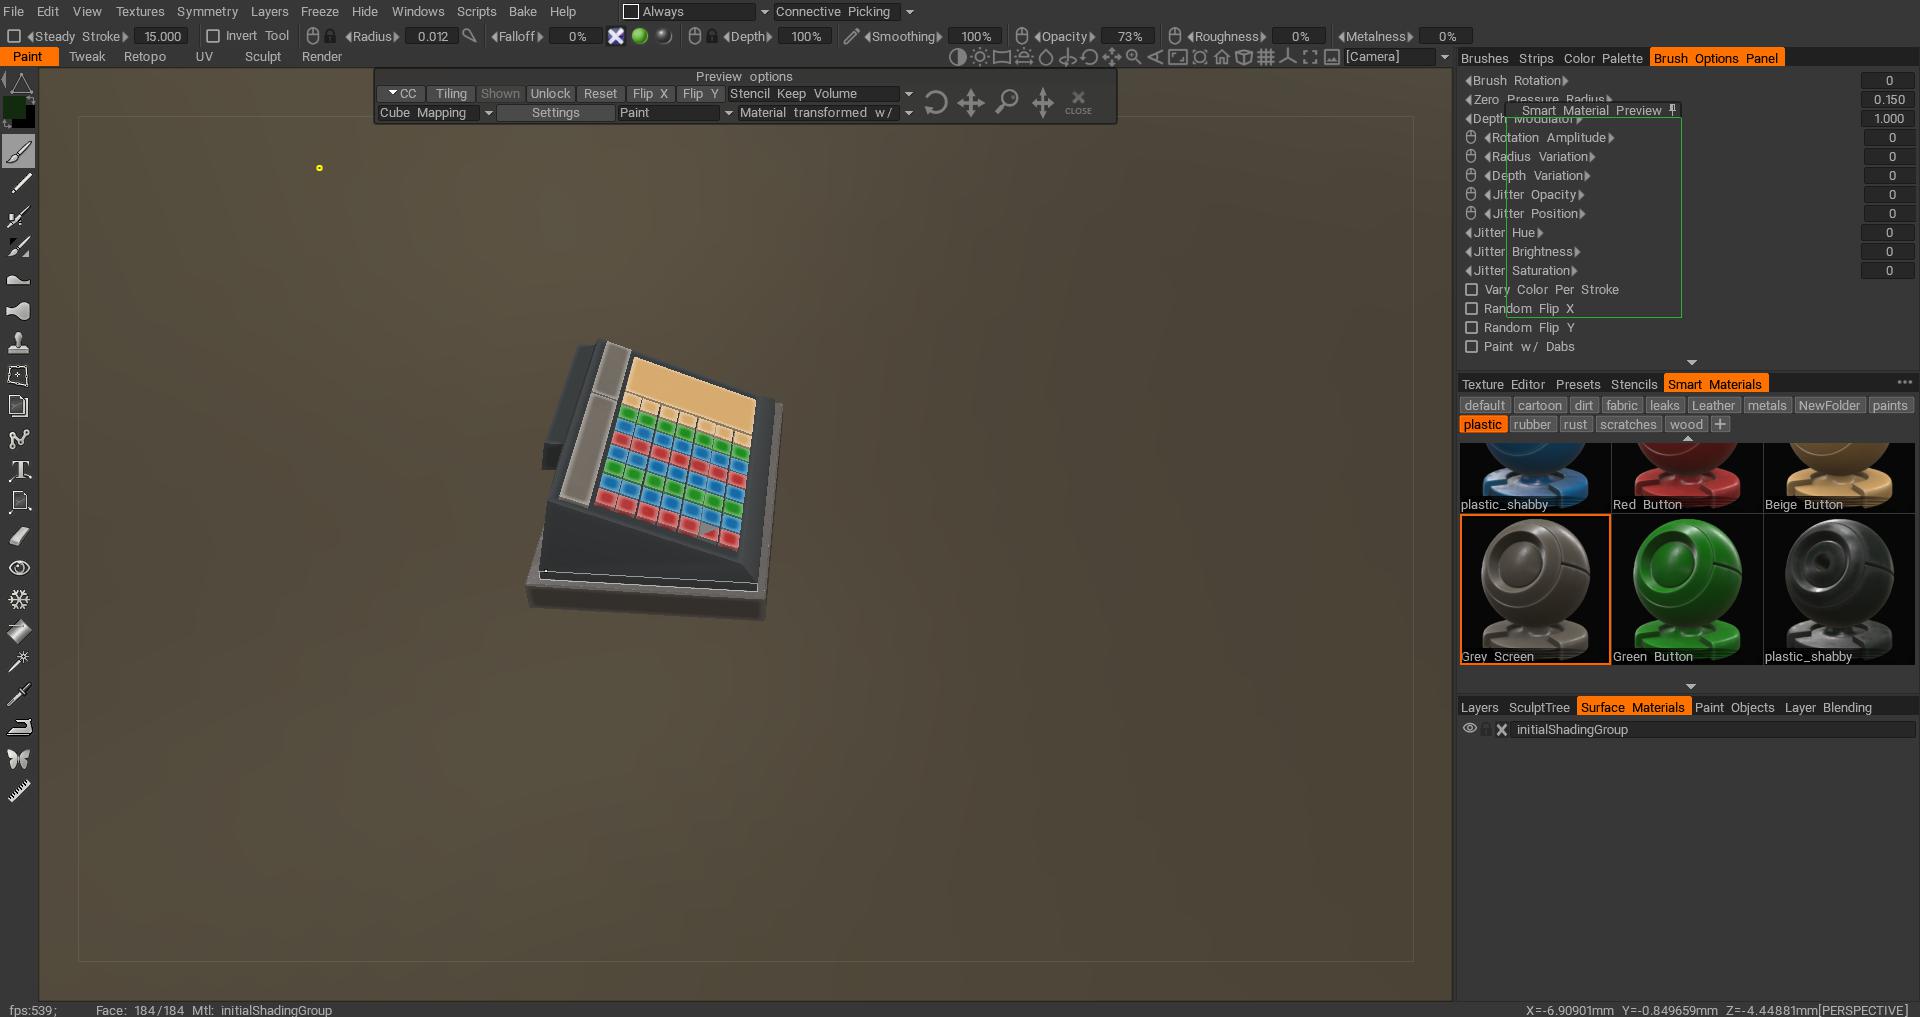 File Edit View Textures Symmetry Layers Freeze Hide Windows Scripts Bake Help Always Connective Picking
Steady Stroke 15.000 Invert Tool Radius 0.012 Falloff 0% Depth 100% Smoothing 100% Opacity 73% Roughness 0% Metalness 0%
Paint Tweak Retopo UV Sculpt Render [Camera]
Preview options
CC Tiling Shown Unlock Reset Flip X Flip Y Stencil Keep Volume
Cube Mapping Settings Paint Material transformed w/
CLOSE
Brushes Strips Color Palette Brush Options Panel
Brush Rotation 0
Zero Pressure Radius 0.150
Smart Material Preview
Depth Modulator 1.000
Rotation Amplitude 0
Radius Variation 0
Depth Variation 0
Jitter Opacity 0
Jitter Position 0
Jitter Hue 0
Jitter Brightness 0
Jitter Saturation 0
Vary Color Per Stroke
Random Flip X
Random Flip Y
Paint w/ Dabs
Texture Editor Presets Stencils Smart Materials
default cartoon dirt fabric leaks Leather metals NewFolder paints
plastic rubber rust scratches wood +
plastic_shabby Red Button Beige Button
Grey Screen Green Button plastic_shabby
Layers SculptTree Surface Materials Paint Objects Layer Blending
initialShadingGroup
fps:539; Face: 184/184 Mtl: initialShadingGroup X=-6.90901mm Y=-0.849659mm Z=-4.44881mm[PERSPECTIVE]